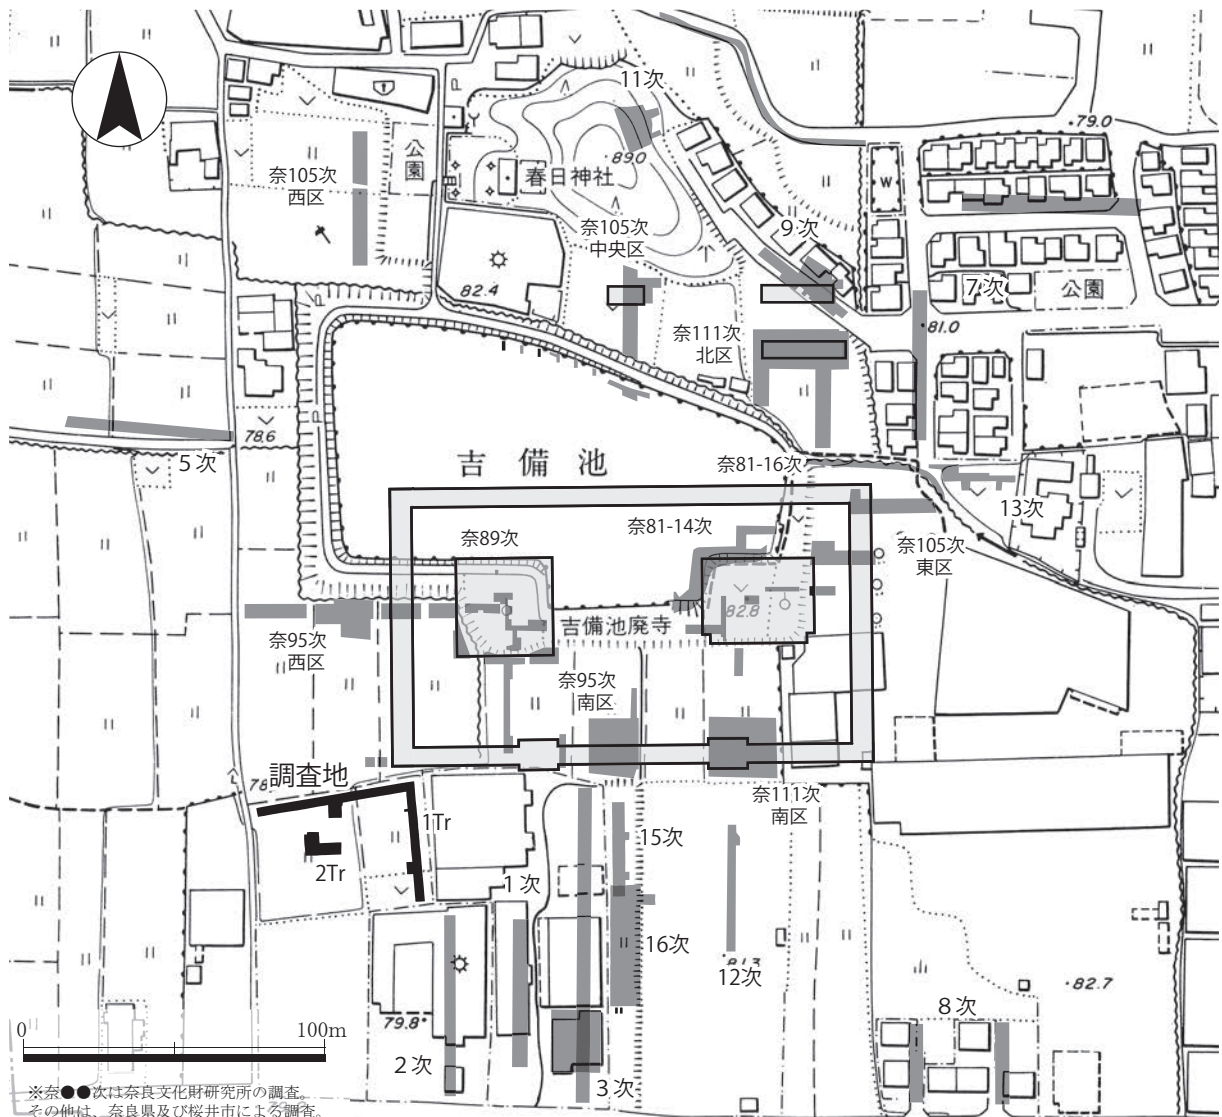 11次
79.0
公園
89.0
春日神社
W
奈105次
西区
奈105次
中央区
9次
82.4
7次
公園
81.0
奈111次
北区
78.6
5次
吉備池
奈81-16次
13次
奈89次
奈81-14次
奈105次
東区
82.8
吉備池廃寺
奈95次
西区
奈95次
南区
調査地
78
奈111次
南区
1Tr
15次
2Tr
1次
16次
12次
81.3
82.7
8次
0
100m
79.8
2次
3次
※奈●●次は奈良文化財研究所の調査。
その他は、奈良県及び桜井市による調査。